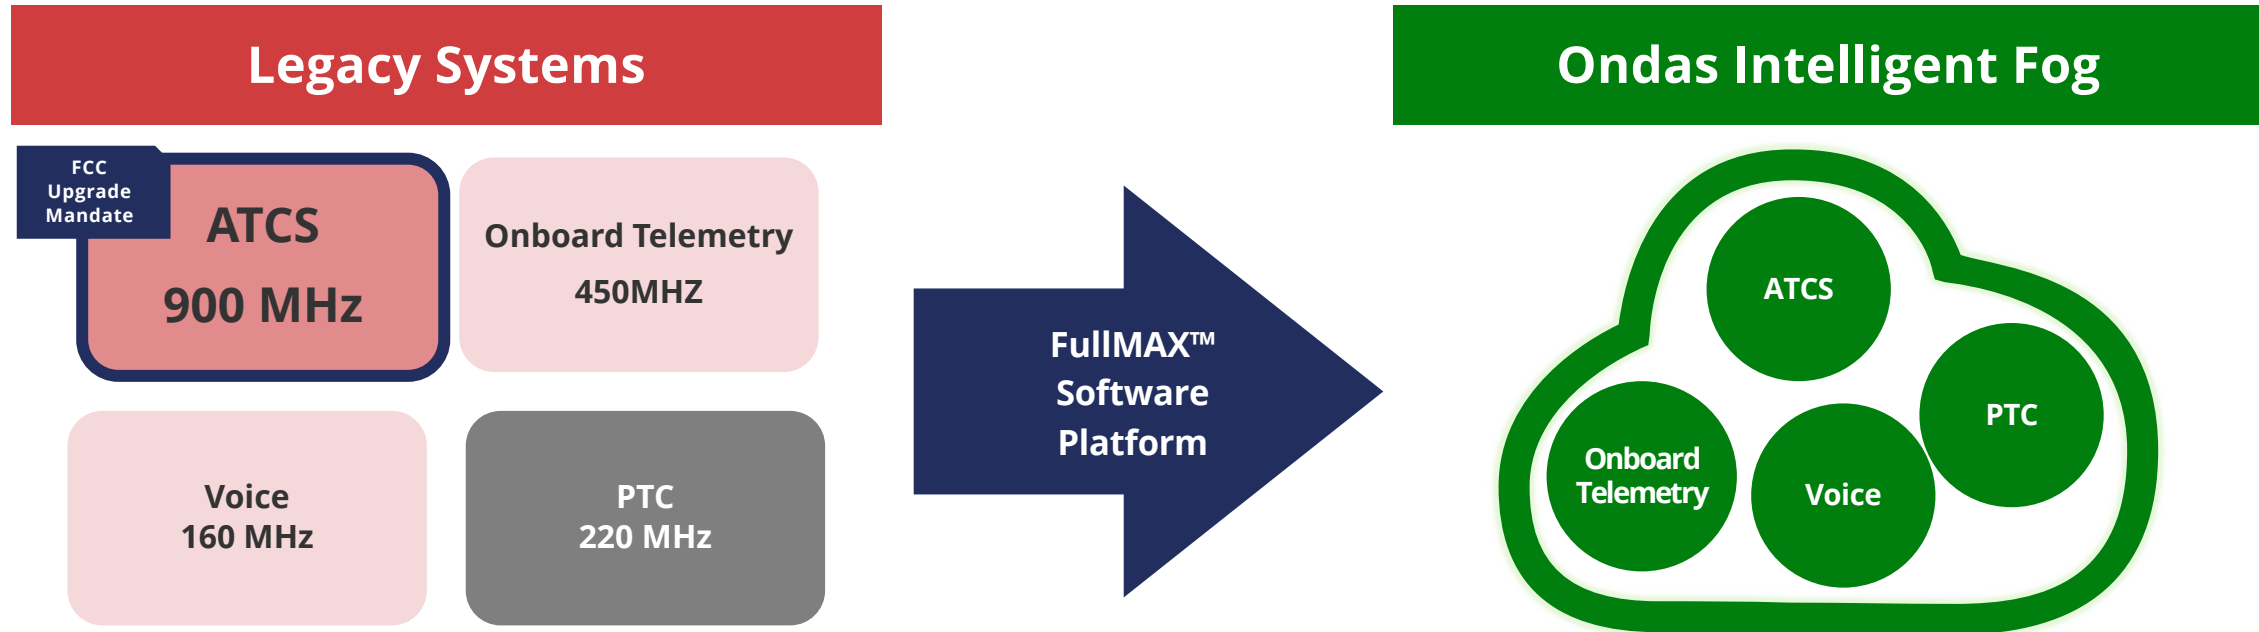 Legacy Systems
Ondas Intelligent Fog
FCC
Upgrade
Mandate
ATCS
900 MHz
Onboard Telemetry
450MHZ
Voice
160 MHz
PTC
220 MHz
FullMAX™
Software
Platform
ATCS
PTC
Onboard
Telemetry
Voice